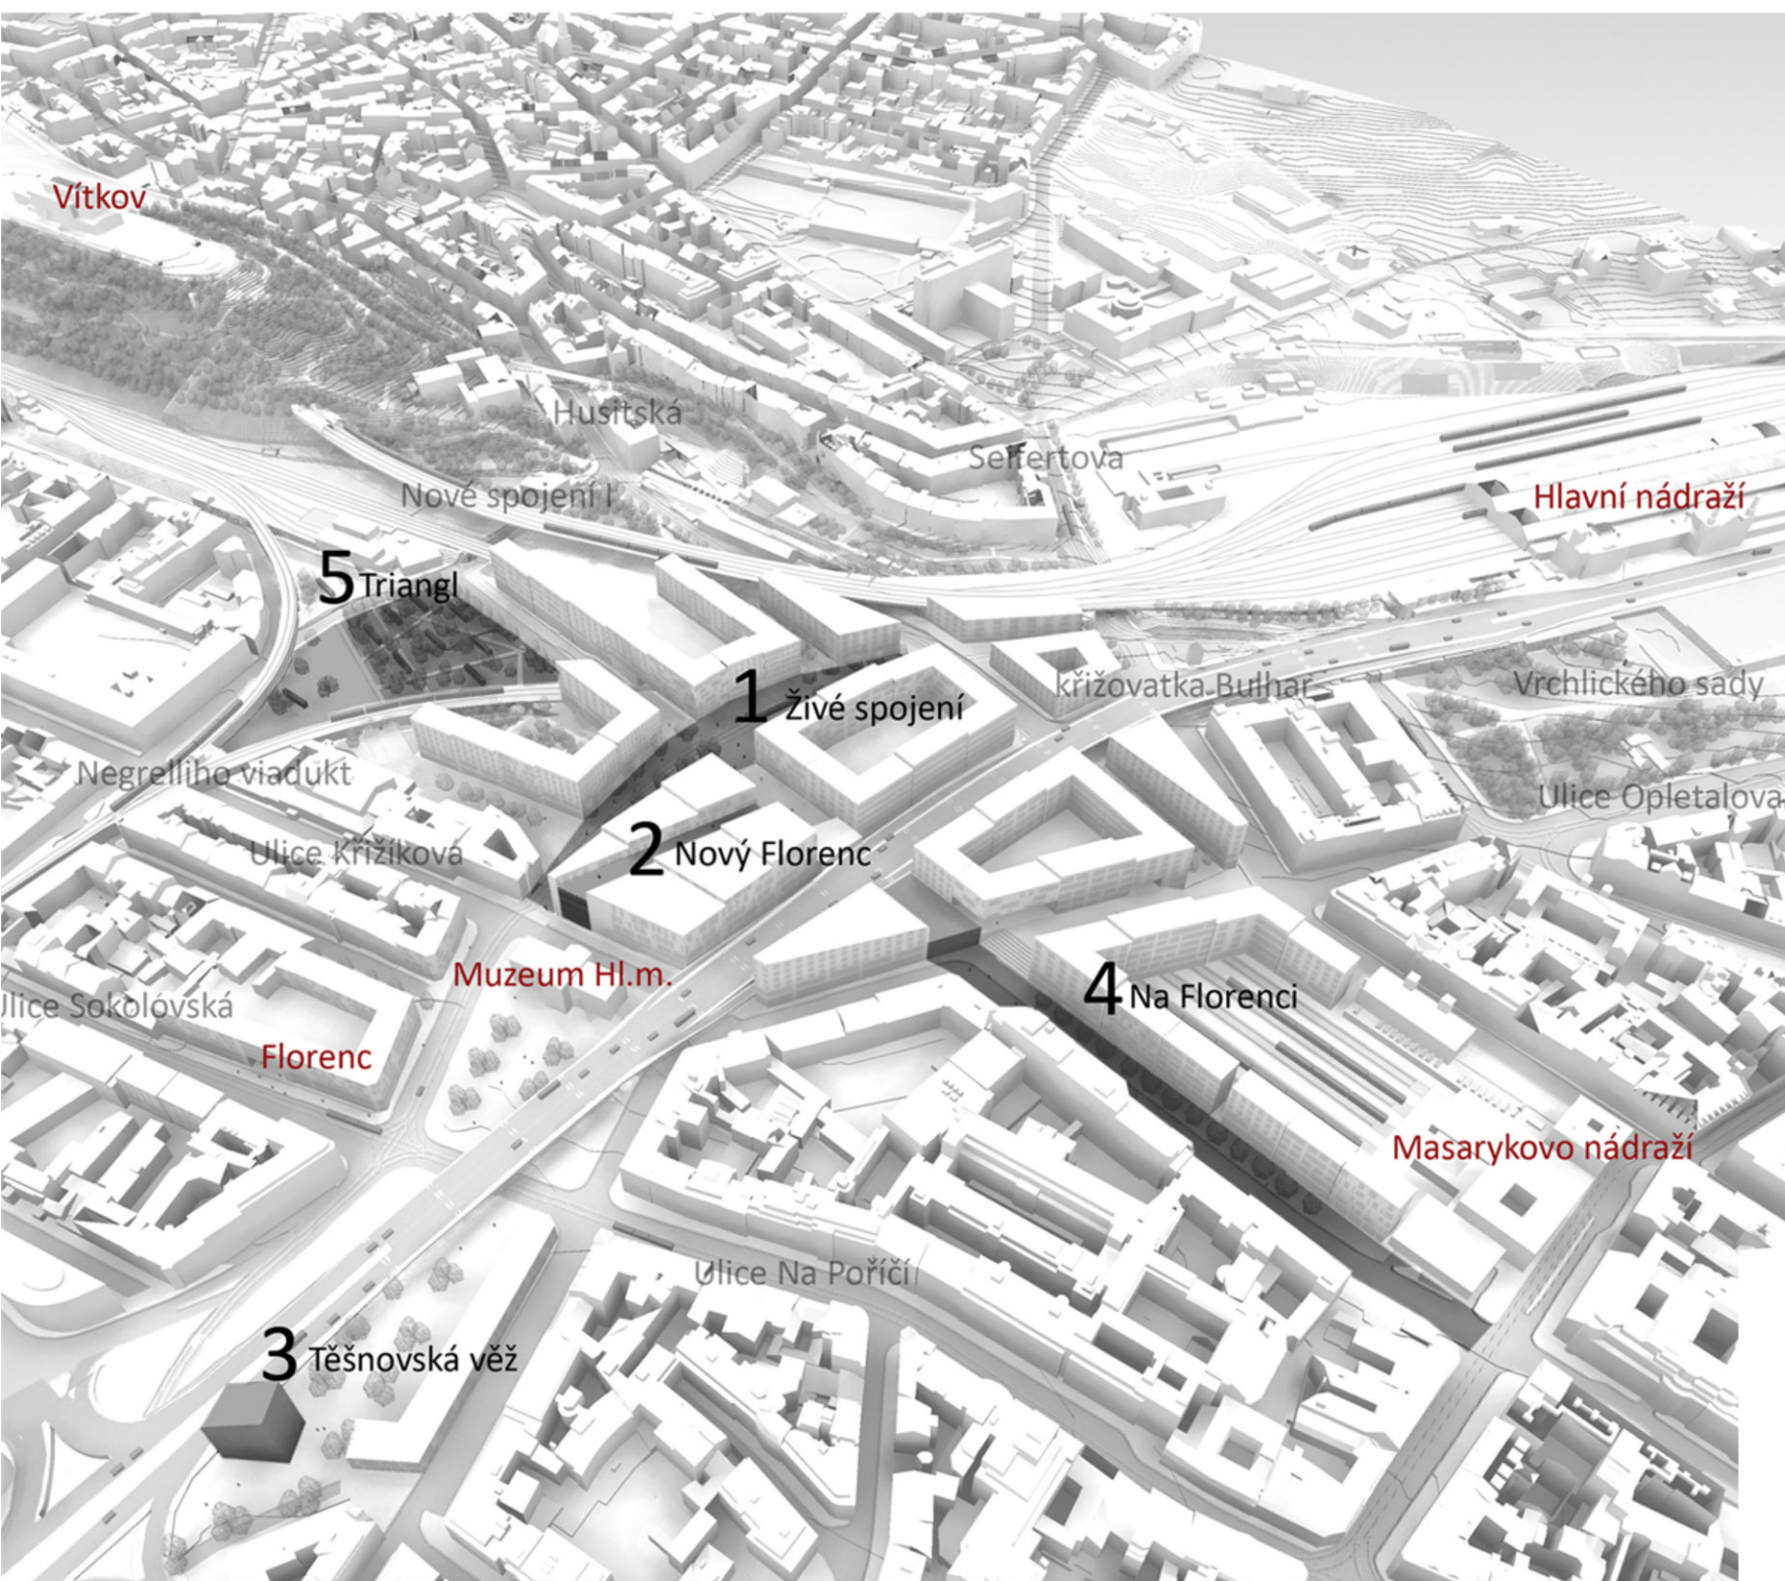 Vítkov
Husitská
Seifertova
Nové spojení I
Hlavní nádraží
5 Triangl
křižovatka Bulhar
Vrchlického sady
1 Živé spojení
Negrelliho viadukt
Ulice Opletalova
Ulice Křižíkova
2 Nový Florenc
Muzeum Hl.m.
4 Na Florenci
Ulice Sokolovská
Florenc
Masarykovo nádraží
Ulice Na Poříčí
3 Těšnovská věž